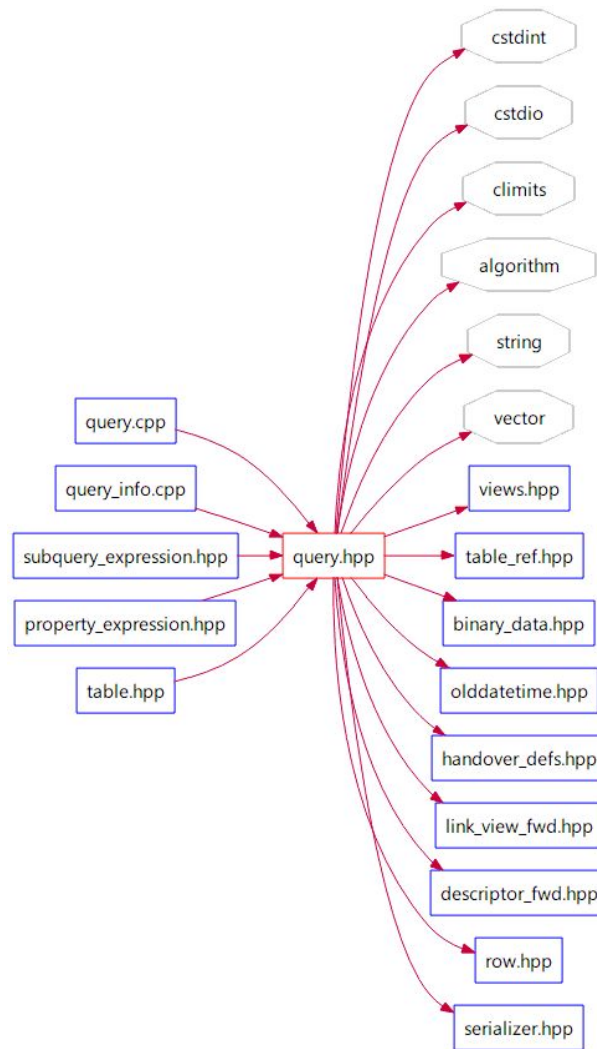 cstdint
cstdio
climits
algorithm
string
vector
query.cpp
query_info.cpp
subquery_expression.hpp
property_expression.hpp
table.hpp
query.hpp
views.hpp
table_ref.hpp
binary_data.hpp
olddatetime.hpp
handover_defs.hpp
link_view_fwd.hpp
descriptor_fwd.hpp
row.hpp
serializer.hpp